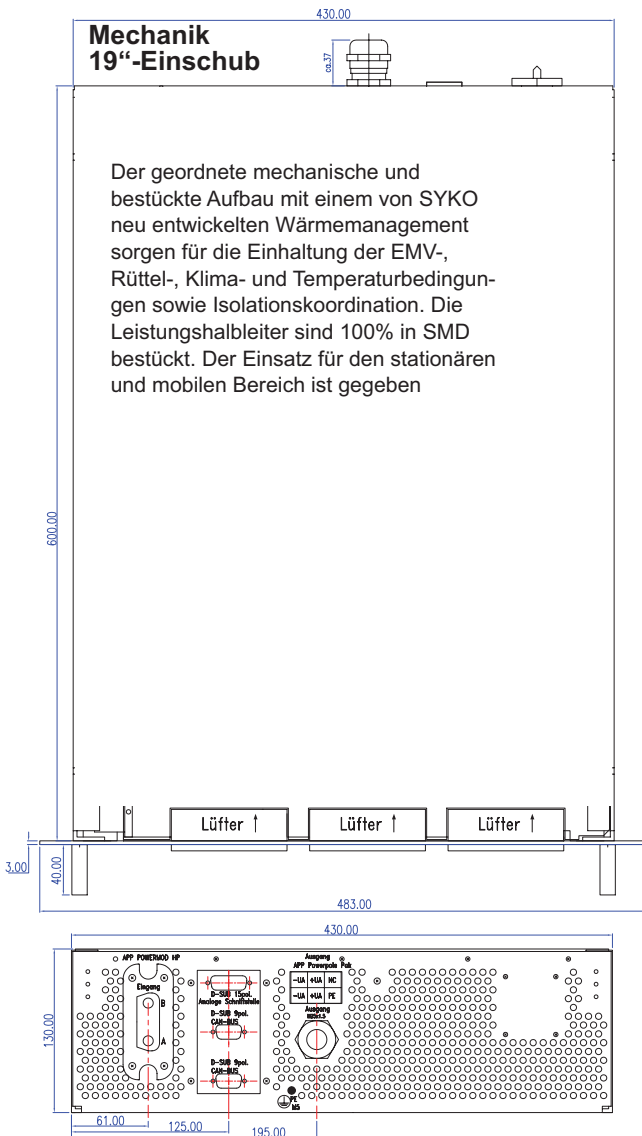 430.00
Mechanik
19“-Einschub
ca.37
Der geordnete mechanische und
bestückte Aufbau mit einem von SYKO
neu entwickelten Wärmemanagement
sorgen für die Einhaltung der EMV-,
Rüttel-, Klima- und Temperaturbedingun-
gen sowie Isolationskoordination. Die
Leistungshalbleiter sind 100% in SMD
bestückt. Der Einsatz für den stationären
und mobilen Bereich ist gegeben
600.00
Lüfter ↑ Lüfter ↑ Lüfter ↑
3.00
40.00
483.00
430.00
130.00
APP POWERMOD HP
Eingang
B
A
D-SUB 15pol.
Analoge Schnittstelle
D-SUB 9pol.
CAN-BUS
D-SUB 9pol.
CAN-BUS
Ausgang
APP Powerpole Pak
-UA +UA NC
-UA +UA PE
Ausgang
PE
M5
61.00
125.00
195.00